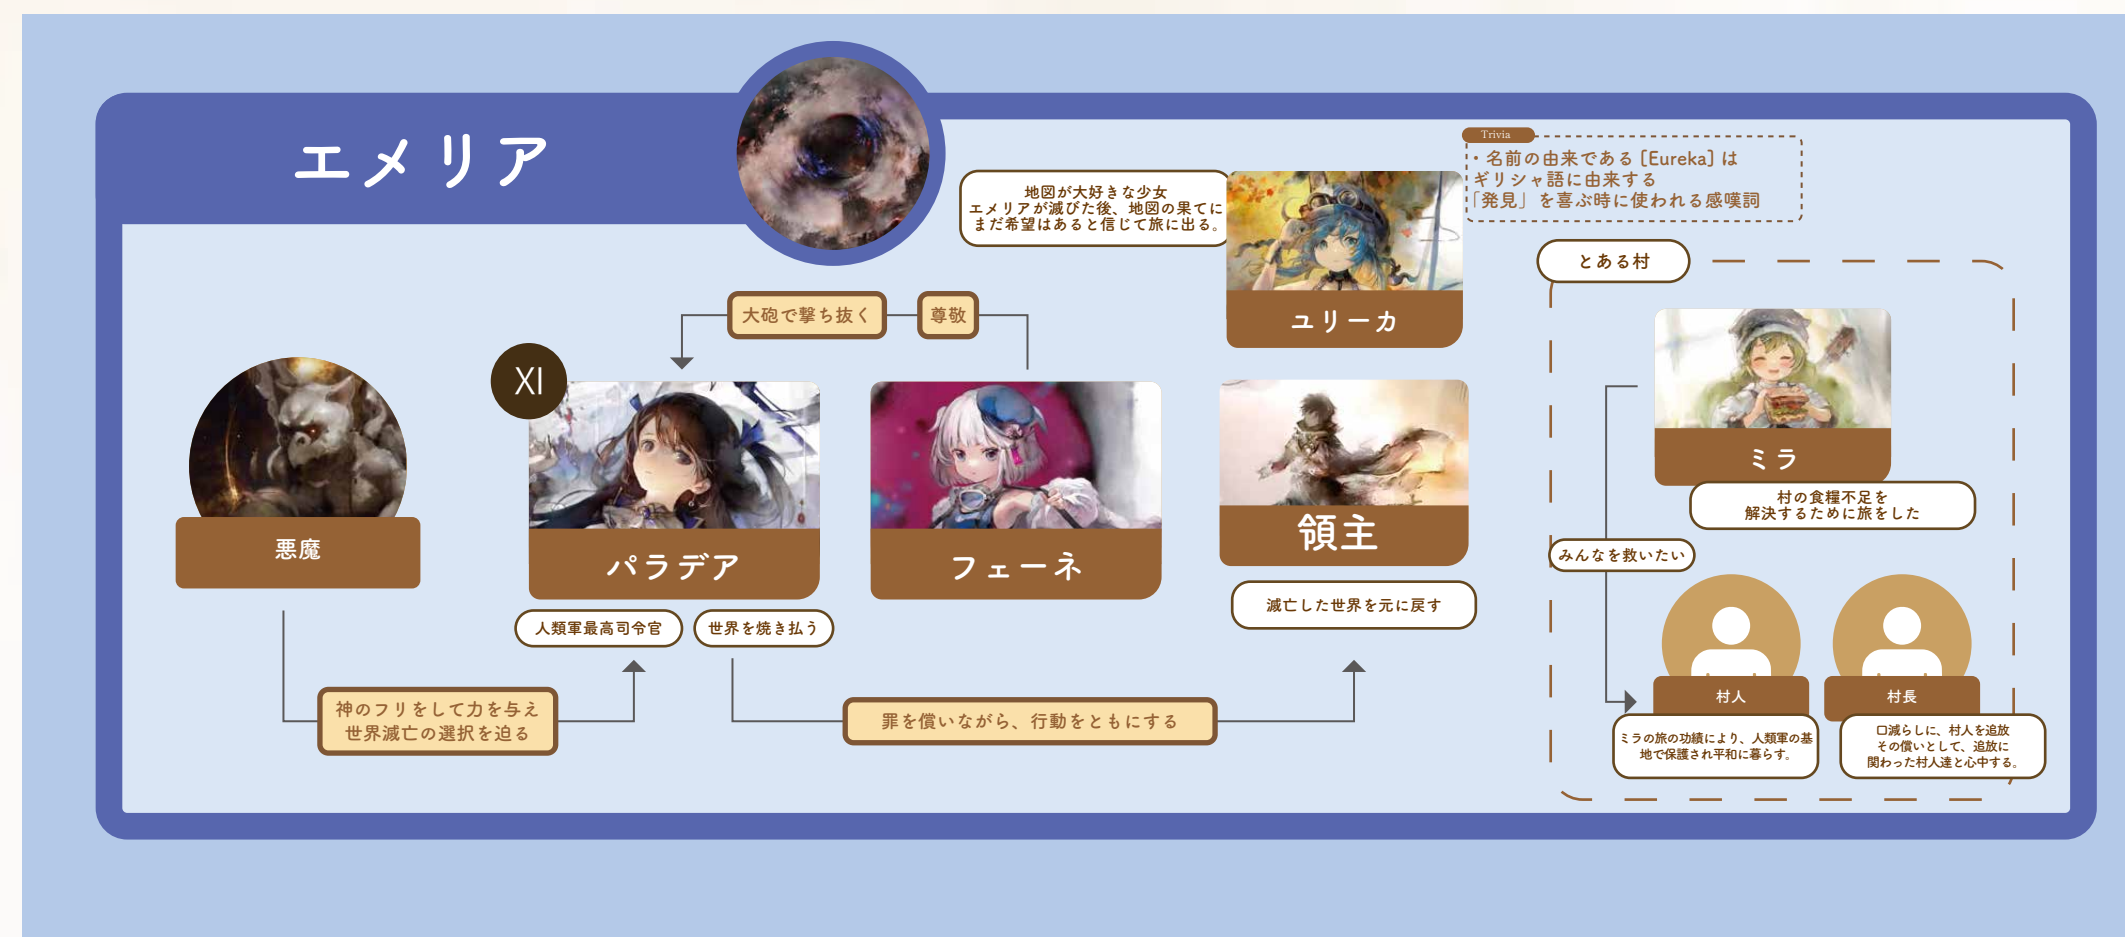 エメリア
地図が大好きな少女
エメリアが滅びた後、地図の果てに
まだ希望はあると信じて旅に出る。
ユリーカ
Trivia
・名前の由来である [Eureka] は
ギリシャ語に由来する
「発見」を喜ぶ時に使われる感嘆詞
大砲で撃ち抜く
尊敬
悪魔
XI
パラデア
人類軍最高司令官
世界を焼き払う
フェーネ
領主
滅亡した世界を元に戻す
神のフリをして力を与え
世界滅亡の選択を迫る
罪を償いながら、行動をともにする
とある村
ミラ
村の食糧不足を
解決するために旅をした
みんなを救いたい
村人
ミラの旅の功績により、人類軍の基
地で保護され平和に暮らす。
村長
口減らしに、村人を追放
その償いとして、追放に
関わった村人達と心中する。